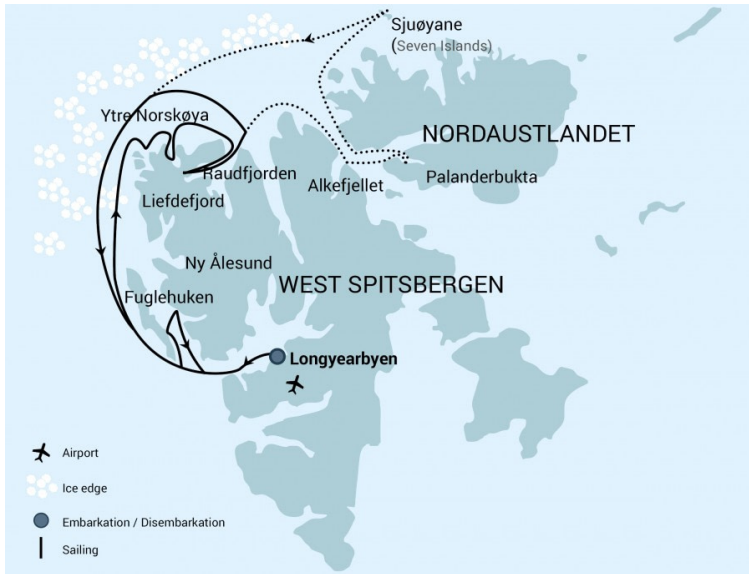 Sjuøyane
(Seven Islands)
Ytre Norskøya
NORDAUSTLANDET
Raudfjorden
Alkefjellet
Palanderbukta
Liefdefjord
Ny Ålesund
WEST SPITSBERGEN
Fuglehuken
Longyearbyen
Airport
Ice edge
Embarkation / Disembarkation
Sailing